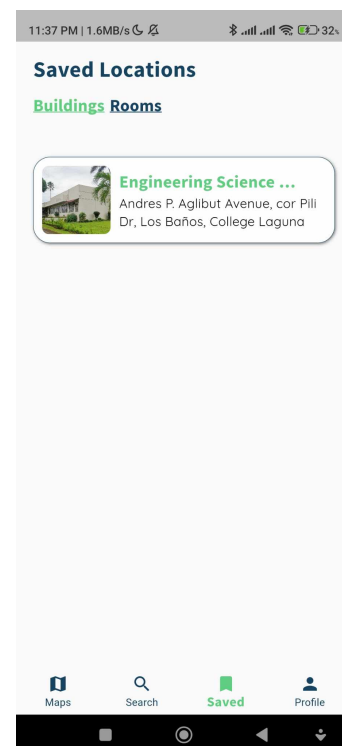 11:37 PM | 1.6MB/s
32%
Saved Locations
Buildings Rooms
Engineering Science ...
Andres P. Aglibut Avenue, cor Pili
Dr, Los Baños, College Laguna
Maps Search Saved Profile